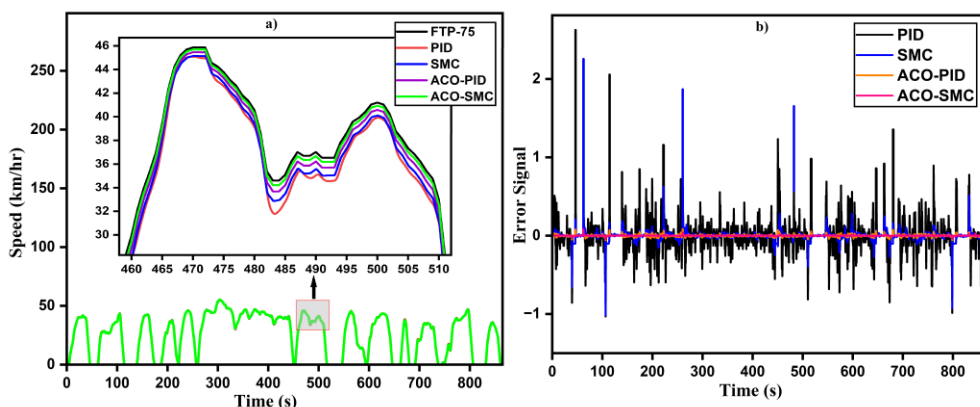 a)
FTP-75
PID
SMC
ACO-PID
ACO-SMC
46
44
42
40
38
36
34
32
30
460 465 470 475 480 485 490 495 500 505 510
Speed (km/hr)
250
200
150
100
50
0
0 100 200 300 400 500 600 700 800
Time (s)
b)
PID
SMC
ACO-PID
ACO-SMC
Error Signal
2
1
0
−1
0 100 200 300 400 500 600 700 800
Time (s)